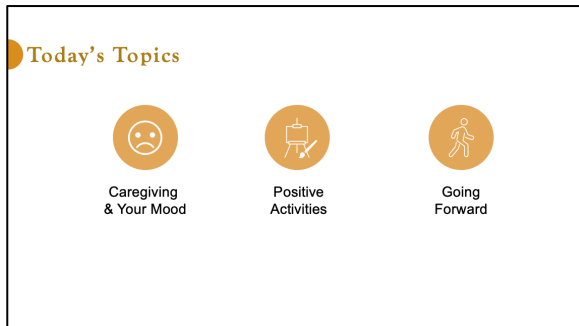 Today's Topics
Caregiving
& Your Mood
Positive
Activities
Going
Forward